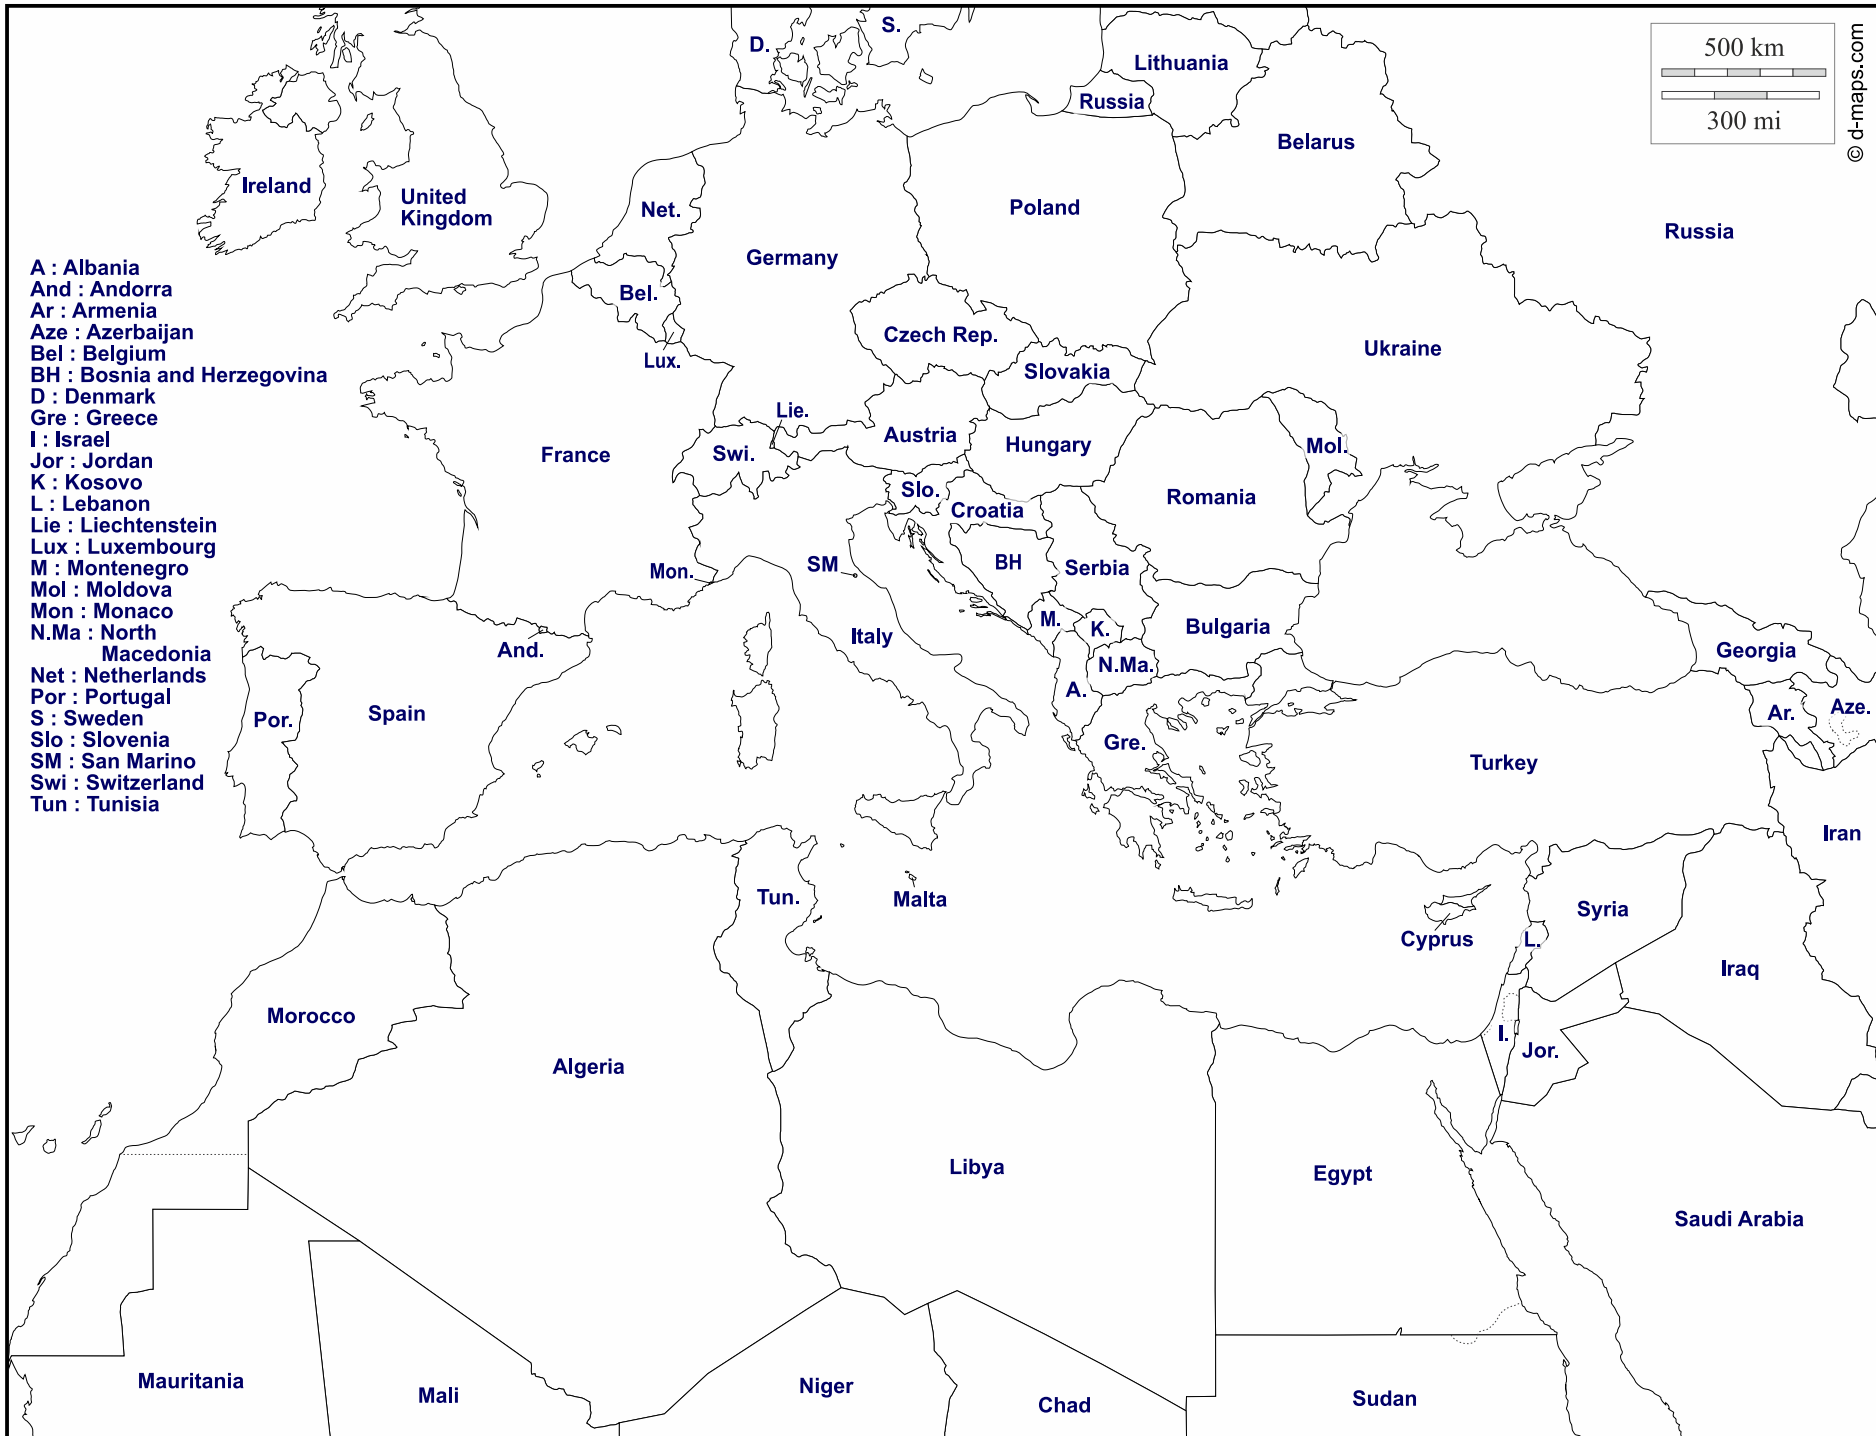 D.
S.
Lithuania
500 km
300 mi
© d-maps.com
Russia
Belarus
Ireland
United
Kingdom
Net.
Poland
Russia
Germany
A : Albania
And : Andorra
Ar : Armenia
Aze : Azerbaijan
Bel : Belgium
BH : Bosnia and Herzegovina
D : Denmark
Gre : Greece
I : Israel
Jor : Jordan
K : Kosovo
L : Lebanon
Lie : Liechtenstein
Lux : Luxembourg
M : Montenegro
Mol : Moldova
Mon : Monaco
N.Ma : North
Macedonia
Net : Netherlands
Por : Portugal
S : Sweden
Slo : Slovenia
SM : San Marino
Swi : Switzerland
Tun : Tunisia
Bel.
Czech Rep.
Ukraine
Lux.
Slovakia
Lie.
Austria
Hungary
Mol.
France
Swi.
Slo.
Romania
Croatia
SM
BH
Serbia
Mon.
M.
K.
Bulgaria
Italy
And.
Georgia
N.Ma.
A.
Por.
Spain
Ar.
Aze.
Gre.
Turkey
Iran
Tun.
Malta
Syria
Cyprus
L.
Iraq
Morocco
I.
Jor.
Algeria
Libya
Egypt
Saudi Arabia
Mauritania
Mali
Niger
Chad
Sudan